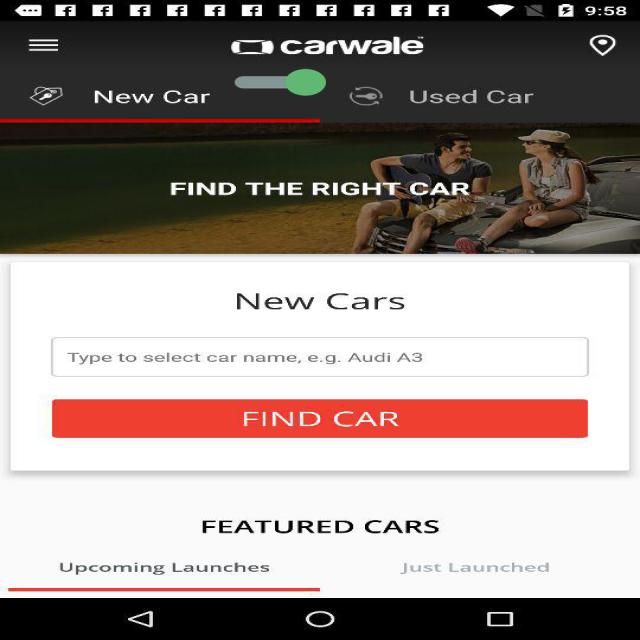 9:58
carwale™
New Car
Used Car
FIND THE RIGHT CAR
New Cars
Type to select car name, e.g. Audi A3
FIND CAR
FEATURED CARS
Upcoming Launches
Just Launched